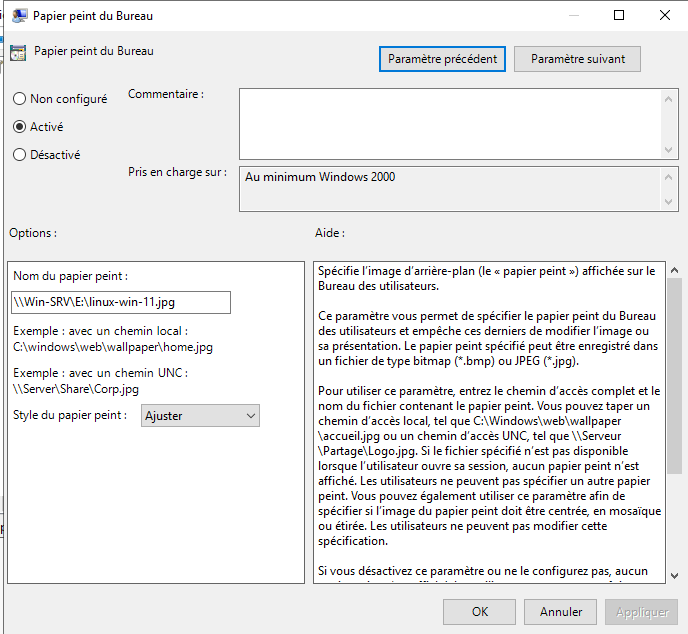 Papier peint du Bureau
Papier peint du Bureau
Paramètre précédent
Paramètre suivant
Non configuré
Commentaire :
Activé
Désactivé
Pris en charge sur :
Au minimum Windows 2000
Options :
Aide :
Nom du papier peint :
\\Win-SRV\E:\linux-win-11.jpg
Exemple : avec un chemin local :
C:\windows\web\wallpaper\home.jpg
Exemple : avec un chemin UNC :
\\Server\Share\Corp.jpg
Style du papier peint :
Ajuster
Spécifie l'image d'arrière-plan (le « papier peint ») affichée sur le
Bureau des utilisateurs.
Ce paramètre vous permet de spécifier le papier peint du Bureau
des utilisateurs et empêche ces derniers de modifier l'image ou
sa présentation. Le papier peint spécifié peut être enregistré dans
un fichier de type bitmap (*.bmp) ou JPEG (*.jpg).
Pour utiliser ce paramètre, entrez le chemin d'accès complet et le
nom du fichier contenant le papier peint. Vous pouvez taper un
chemin d'accès local, tel que C:\Windows\web\wallpaper
\accueil.jpg ou un chemin d'accès UNC, tel que \\Serveur
\Partage\Logo.jpg. Si le fichier spécifié n'est pas disponible
lorsque l'utilisateur ouvre sa session, aucun papier peint n'est
affiché. Les utilisateurs ne peuvent pas spécifier un autre papier
peint. Vous pouvez également utiliser ce paramètre afin de
spécifier si l'image du papier peint doit être centrée, en mosaïque
ou étirée. Les utilisateurs ne peuvent pas modifier cette
spécification.
Si vous désactivez ce paramètre ou ne le configurez pas, aucun
OK
Annuler
Appliquer